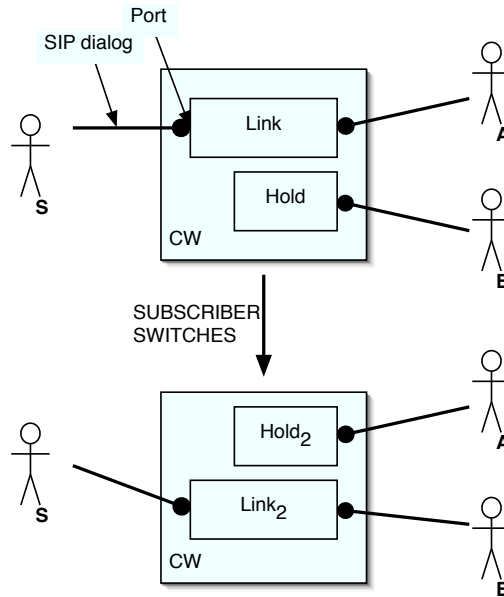 Port
SIP dialog
Link
A
S
Hold
CW
B
SUBSCRIBER
SWITCHES
Hold2
A
S
Link2
CW
B